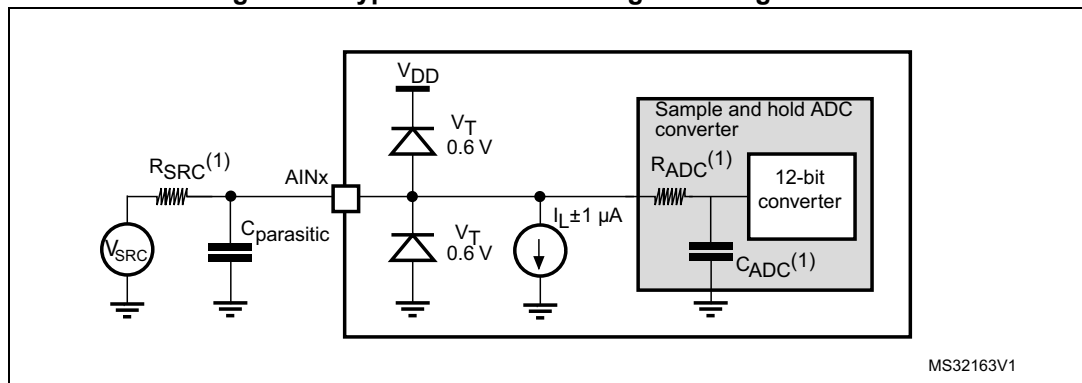 V_DD
Sample and hold ADC
converter
V_T
0.6 V
R_SRC^(1)
AINx
R_ADC^(1)
12-bit
converter
I_L±1 µA
C_parasitic
V_T
0.6 V
V_SRC
C_ADC^(1)
MS32163V1